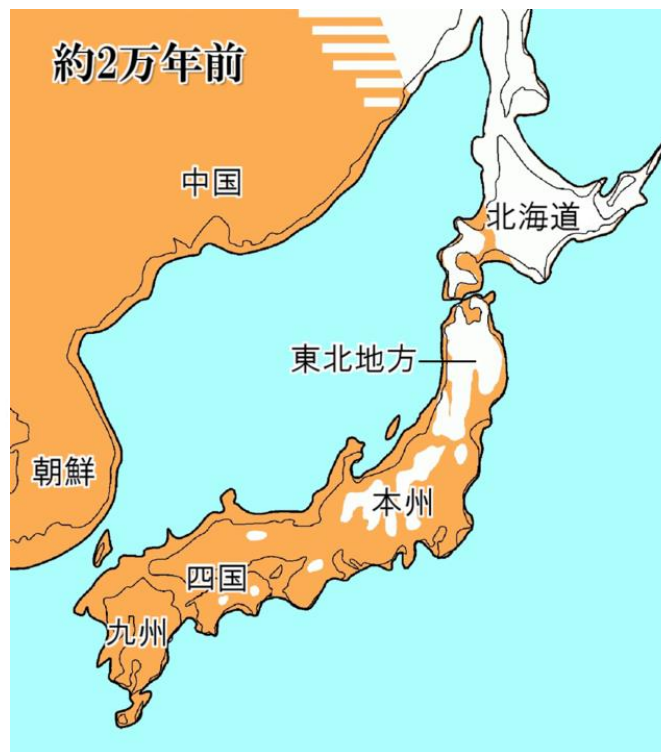 約2万年前
中国
北海道
東北地方
朝鮮
本州
四国
九州